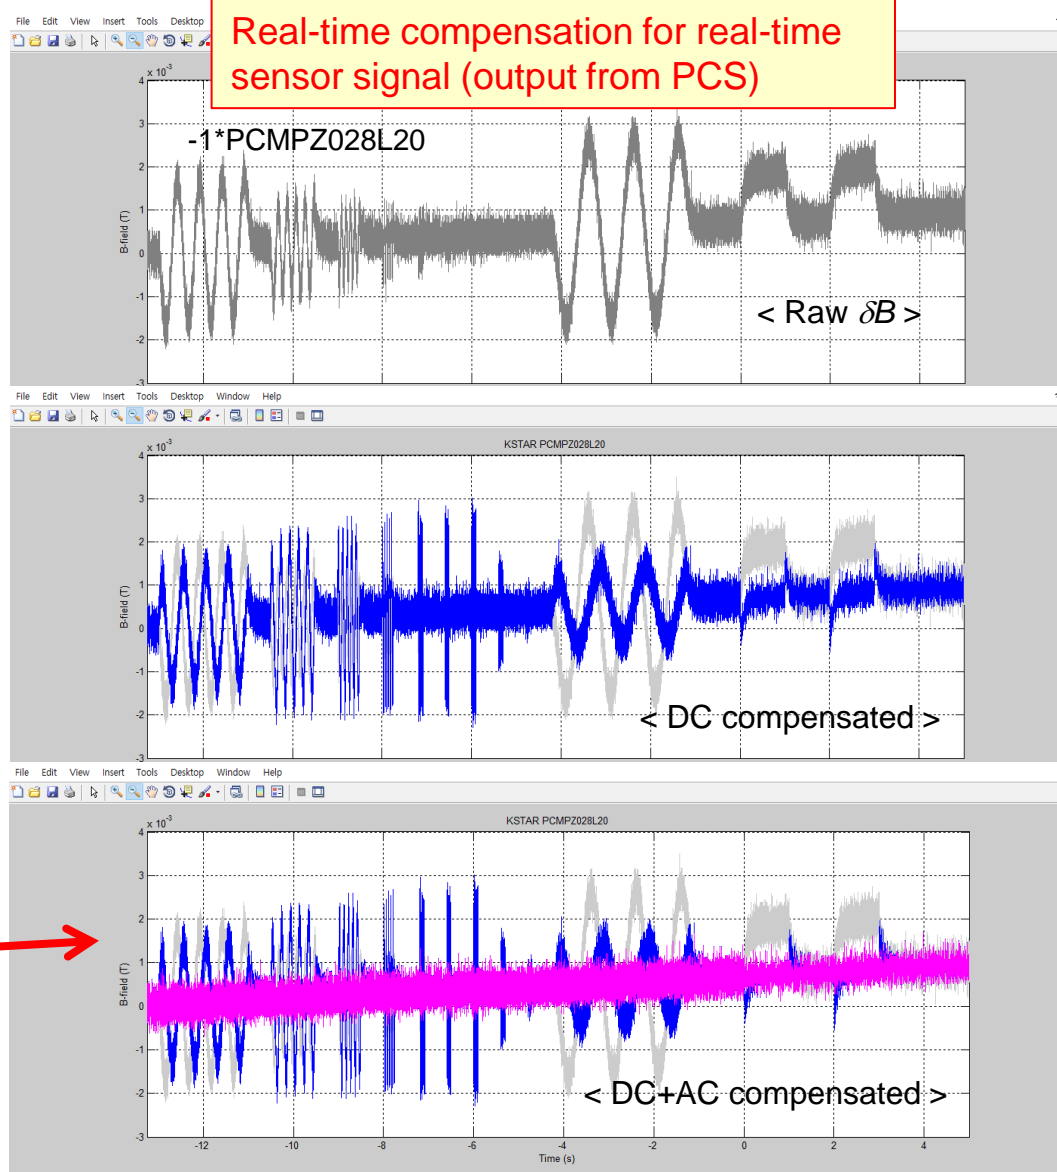 File Edit View Insert Tools Desktop
Real-time compensation for real-time
sensor signal (output from PCS)
x 10^-3
-1*PCMPZ028L20
4
3
2
1
0
-1
-2
-3
B-field (T)
< Raw δB >
File Edit View Insert Tools Desktop Window Help
KSTAR PCMPZ028L20
x 10^-3
4
3
2
1
0
-1
-2
-3
B-field (T)
< DC compensated >
File Edit View Insert Tools Desktop Window Help
KSTAR PCMPZ028L20
x 10^-3
4
3
2
1
0
-1
-2
-3
B-field (T)
< DC+AC compensated >
-12 -10 -8 -6 -4 -2 0 2 4
Time (s)